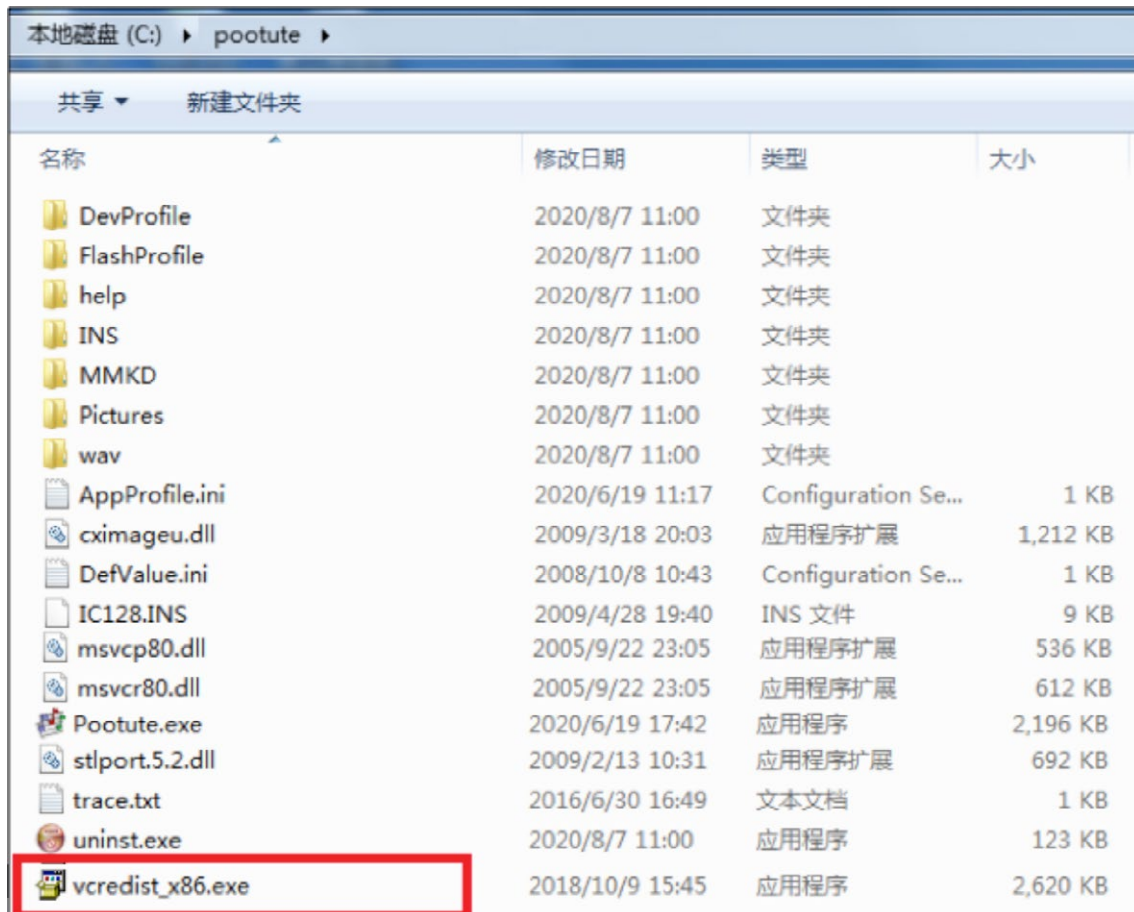 本地磁盘 (C:) ▸ pootute ▸
共享 ▾ 新建文件夹
名称 修改日期 类型 大小
DevProfile 2020/8/7 11:00 文件夹
FlashProfile 2020/8/7 11:00 文件夹
help 2020/8/7 11:00 文件夹
INS 2020/8/7 11:00 文件夹
MMKD 2020/8/7 11:00 文件夹
Pictures 2020/8/7 11:00 文件夹
wav 2020/8/7 11:00 文件夹
AppProfile.ini 2020/6/19 11:17 Configuration Se... 1 KB
cximageu.dll 2009/3/18 20:03 应用程序扩展 1,212 KB
DefValue.ini 2008/10/8 10:43 Configuration Se... 1 KB
IC128.INS 2009/4/28 19:40 INS 文件 9 KB
msvcp80.dll 2005/9/22 23:05 应用程序扩展 536 KB
msvcr80.dll 2005/9/22 23:05 应用程序扩展 612 KB
Pootute.exe 2020/6/19 17:42 应用程序 2,196 KB
stlport.5.2.dll 2009/2/13 10:31 应用程序扩展 692 KB
trace.txt 2016/6/30 16:49 文本文档 1 KB
uninst.exe 2020/8/7 11:00 应用程序 123 KB
vcredist_x86.exe 2018/10/9 15:45 应用程序 2,620 KB